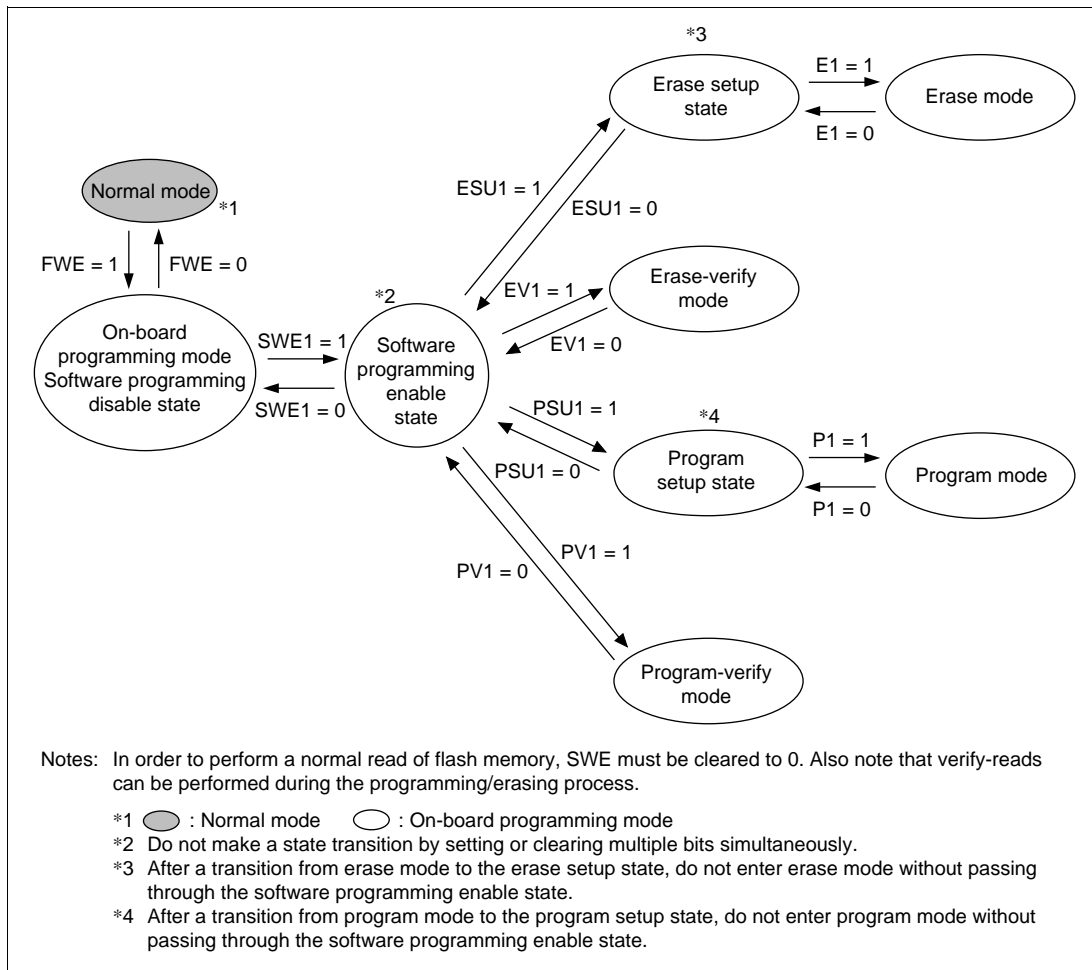 *3
Erase setup
state
E1 = 1
E1 = 0
Erase mode
Normal mode
*1
FWE = 1
FWE = 0
ESU1 = 1
ESU1 = 0
On-board
programming mode
Software programming
disable state
SWE1 = 1
SWE1 = 0
*2
Software
programming
enable
state
EV1 = 1
EV1 = 0
Erase-verify
mode
PSU1 = 1
PSU1 = 0
*4
Program
setup state
P1 = 1
P1 = 0
Program mode
PV1 = 1
PV1 = 0
Program-verify
mode
Notes: In order to perform a normal read of flash memory, SWE must be cleared to 0. Also note that verify-reads
can be performed during the programming/erasing process.
*1 : Normal mode : On-board programming mode
*2 Do not make a state transition by setting or clearing multiple bits simultaneously.
*3 After a transition from erase mode to the erase setup state, do not enter erase mode without passing
through the software programming enable state.
*4 After a transition from program mode to the program setup state, do not enter program mode without
passing through the software programming enable state.